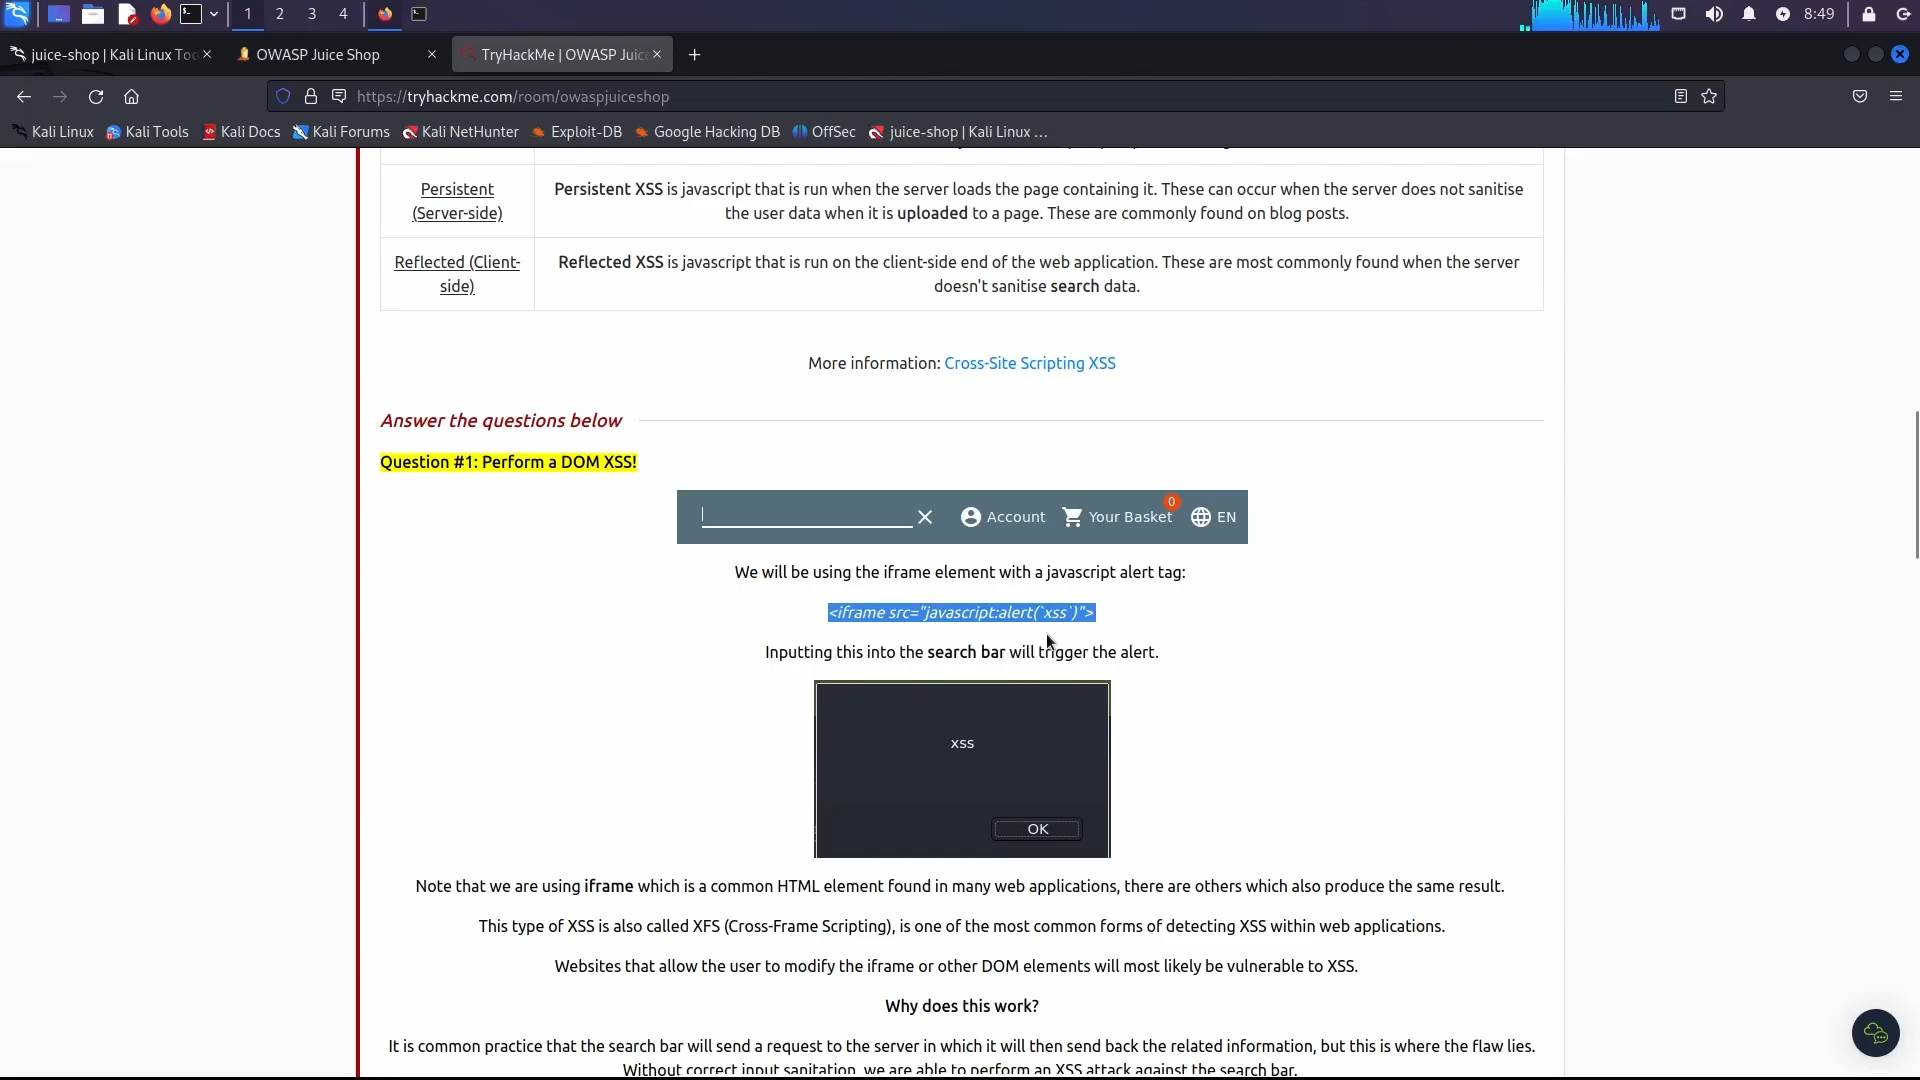 1 2 3 4 8:49
juice-shop | Kali Linux Too OWASP Juice Shop TryHackMe | OWASP Juic
https://tryhackme.com/room/owaspjuiceshop
Kali Linux Kali Tools Kali Docs Kali Forums Kali NetHunter Exploit-DB Google Hacking DB OffSec juice-shop | Kali Linux …
Persistent (Server-side)
Persistent XSS is javascript that is run when the server loads the page containing it. These can occur when the server does not sanitise
the user data when it is uploaded to a page. These are commonly found on blog posts.
Reflected (Client-
side)
Reflected XSS is javascript that is run on the client-side end of the web application. These are most commonly found when the server
doesn't sanitise search data.
More information: Cross-Site Scripting XSS
Answer the questions below
Question #1: Perform a DOM XSS!
Account 0 Your Basket EN
We will be using the iframe element with a javascript alert tag:
<iframe src="javascript:alert(`xss`)">
Inputting this into the search bar will trigger the alert.
xss
OK
Note that we are using iframe which is a common HTML element found in many web applications, there are others which also produce the same result.
This type of XSS is also called XFS (Cross-Frame Scripting), is one of the most common forms of detecting XSS within web applications.
Websites that allow the user to modify the iframe or other DOM elements will most likely be vulnerable to XSS.
Why does this work?
It is common practice that the search bar will send a request to the server in which it will then send back the related information, but this is where the flaw lies.
Without correct input sanitation, we are able to perform an XSS attack against the search bar.